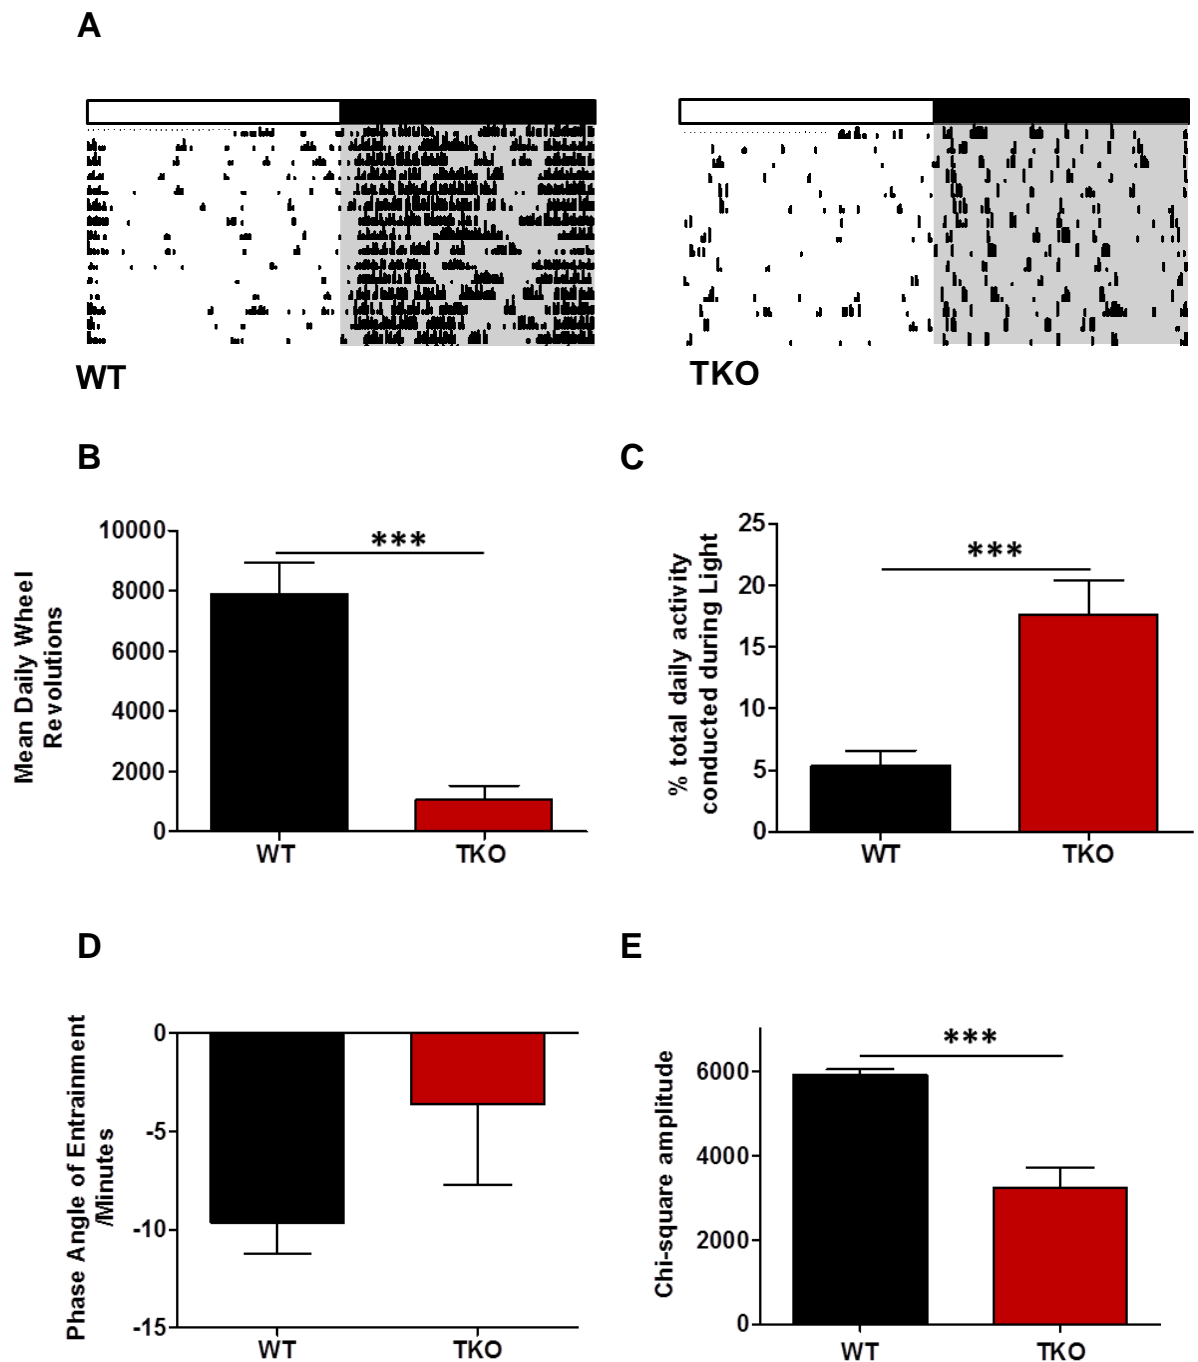 A
WT
TKO
B
C
Mean Daily Wheel
Revolutions
10000
8000
6000
4000
2000
0
***
WT
TKO
% total daily activity
conducted during Light
25
20
15
10
5
0
***
WT
TKO
D
E
Phase Angle of Entrainment
/Minutes
0
-5
-10
-15
WT
TKO
Chi-square amplitude
6000
4000
2000
0
***
WT
TKO